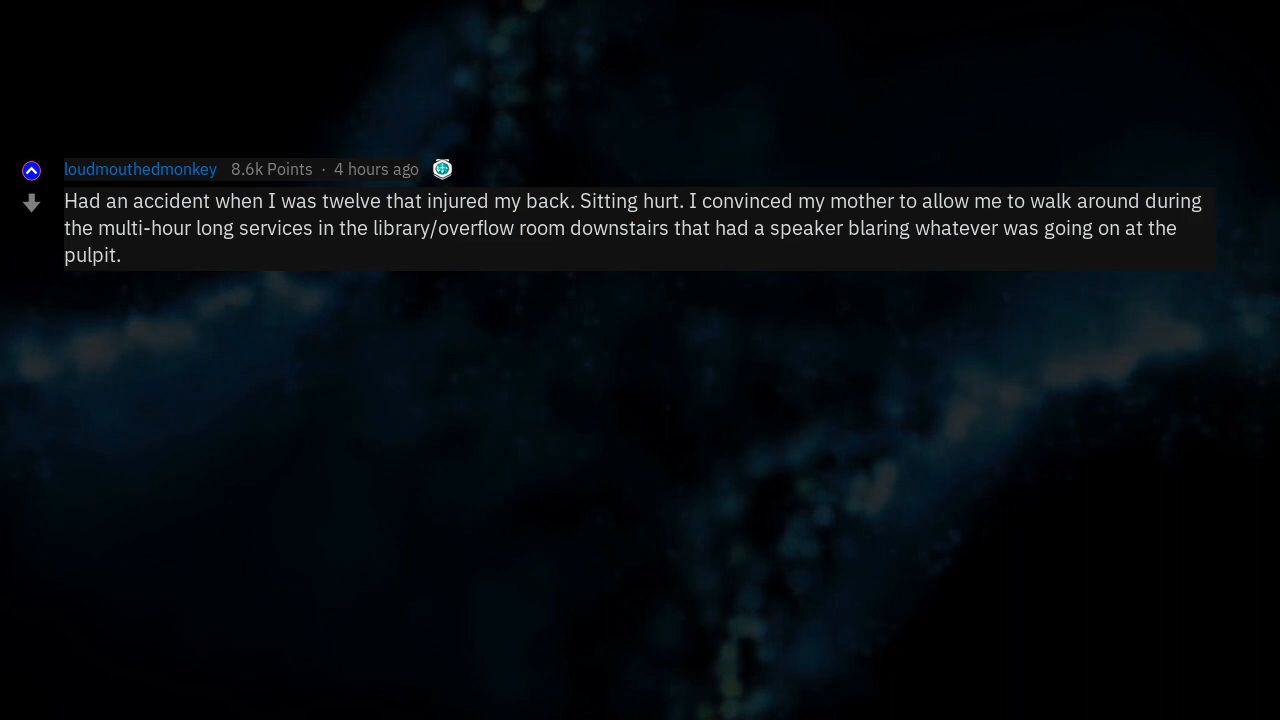 loudmouthedmonkey 8.6k Points · 4 hours ago
Had an accident when I was twelve that injured my back. Sitting hurt. I convinced my mother to allow me to walk around during
the multi-hour long services in the library/overflow room downstairs that had a speaker blaring whatever was going on at the
pulpit.